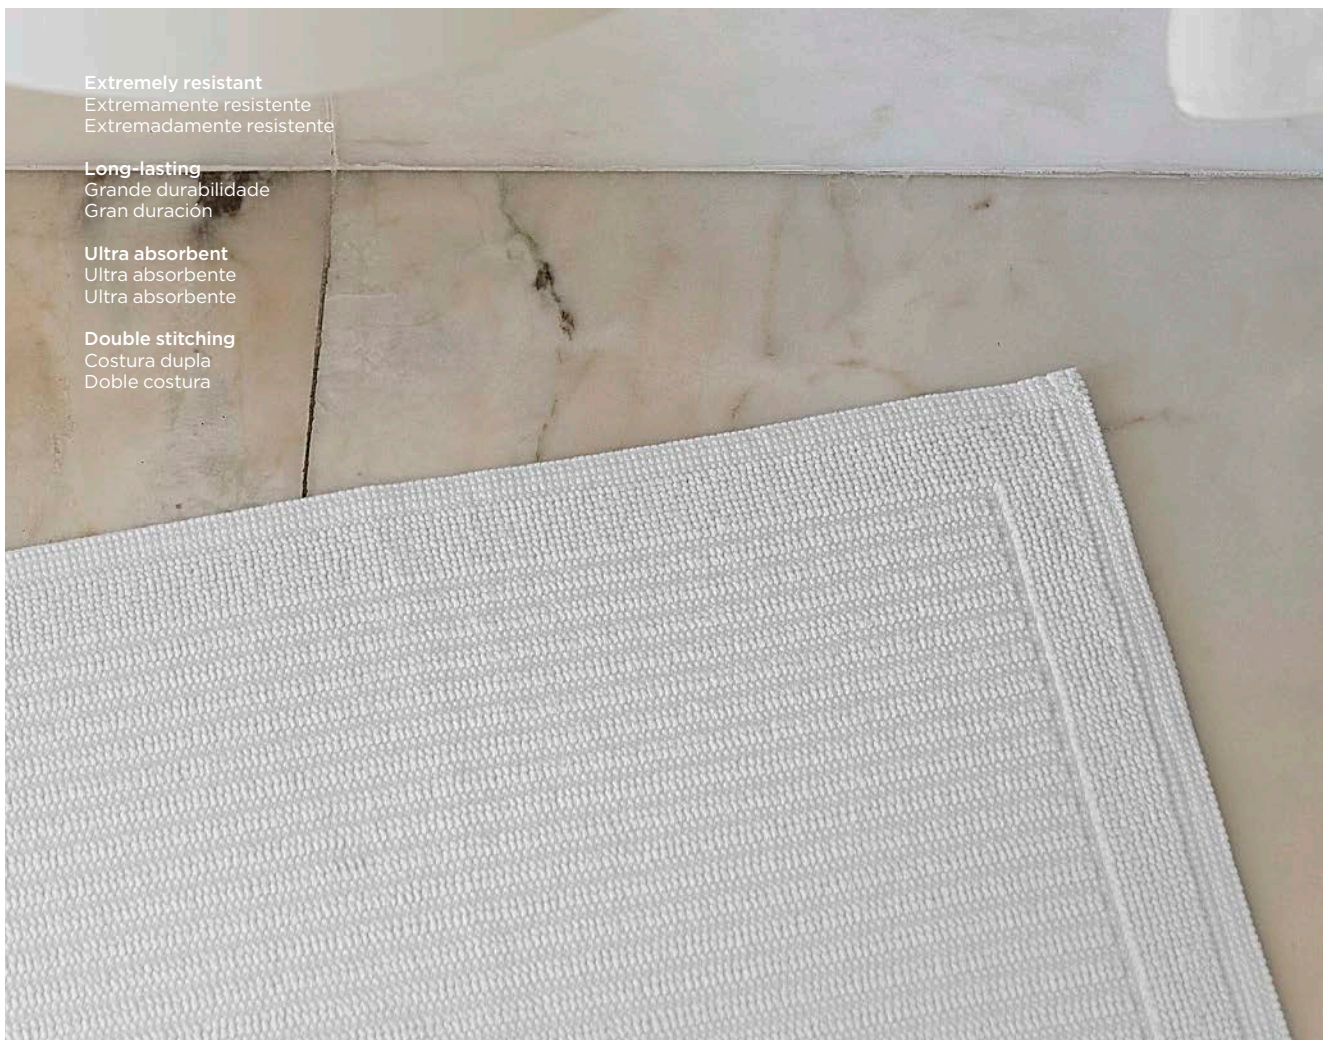 Extremely resistant
Extremamente resistente
Extremadamente resistente
Long-lasting
Grande durabilidade
Gran duración
Ultra absorbent
Ultra absorbente
Ultra absorbente
Double stitching
Costura dupla
Doble costura